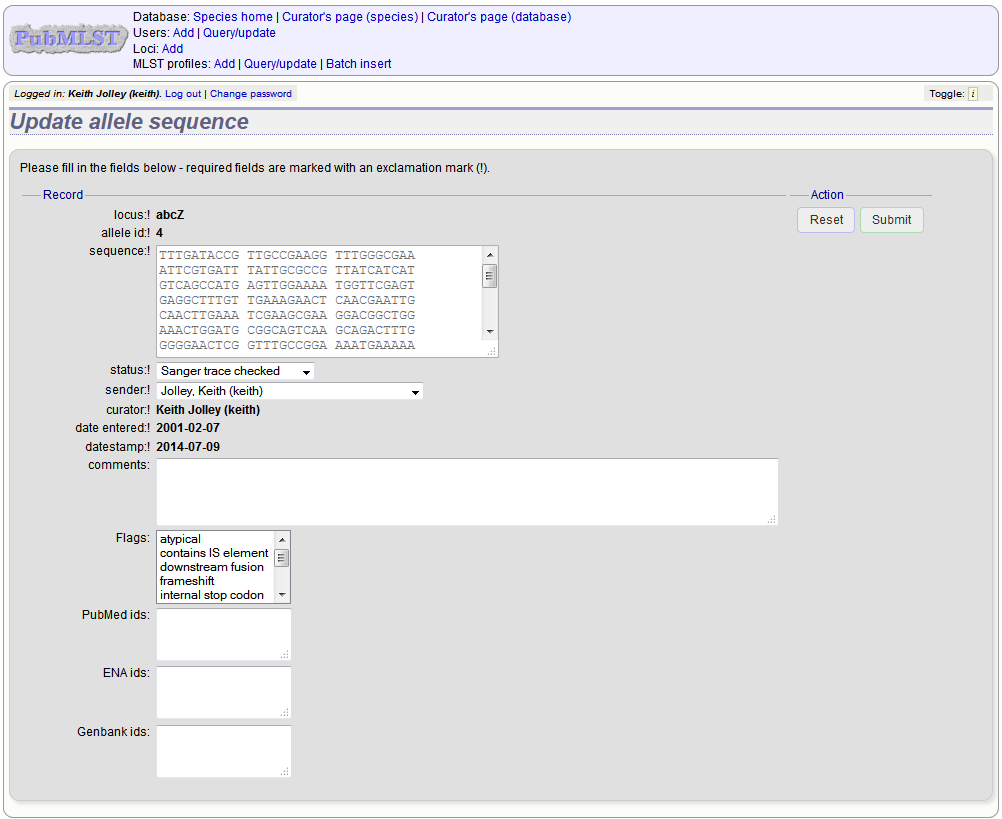 PubMLST
Database: Species home | Curator's page (species) | Curator's page (database)
Users: Add | Query/update
Loci: Add
MLST profiles: Add | Query/update | Batch insert
Logged in: Keith Jolley (keith). Log out | Change password
Toggle: i
Update allele sequence
Please fill in the fields below - required fields are marked with an exclamation mark (!).
Record
Action
locus:! abcZ
Reset Submit
allele id:! 4
sequence:! TTTGATACCG TTGCCGAAGG TTTGGGCGAA
ATTCGTGATT TATTGCGCCG TTATCATCAT
GTCAGCCATG AGTTGGAAAA TGGTTCGAGT
GAGGCTTTGT TGAAAGAACT CAACGAATTG
CAACTTGAAA TCGAAGCGAA GGACGGCTGG
AAACTGGATG CGGCAGTCAA GCAGACTTTG
GGGGAACTCG GTTTGCCGGA AAATGAAAAA
status:! Sanger trace checked
sender:! Jolley, Keith (keith)
curator:! Keith Jolley (keith)
date entered:! 2001-02-07
datestamp:! 2014-07-09
comments:
Flags: atypical
contains IS element
downstream fusion
frameshift
internal stop codon
PubMed ids:
ENA ids:
Genbank ids: